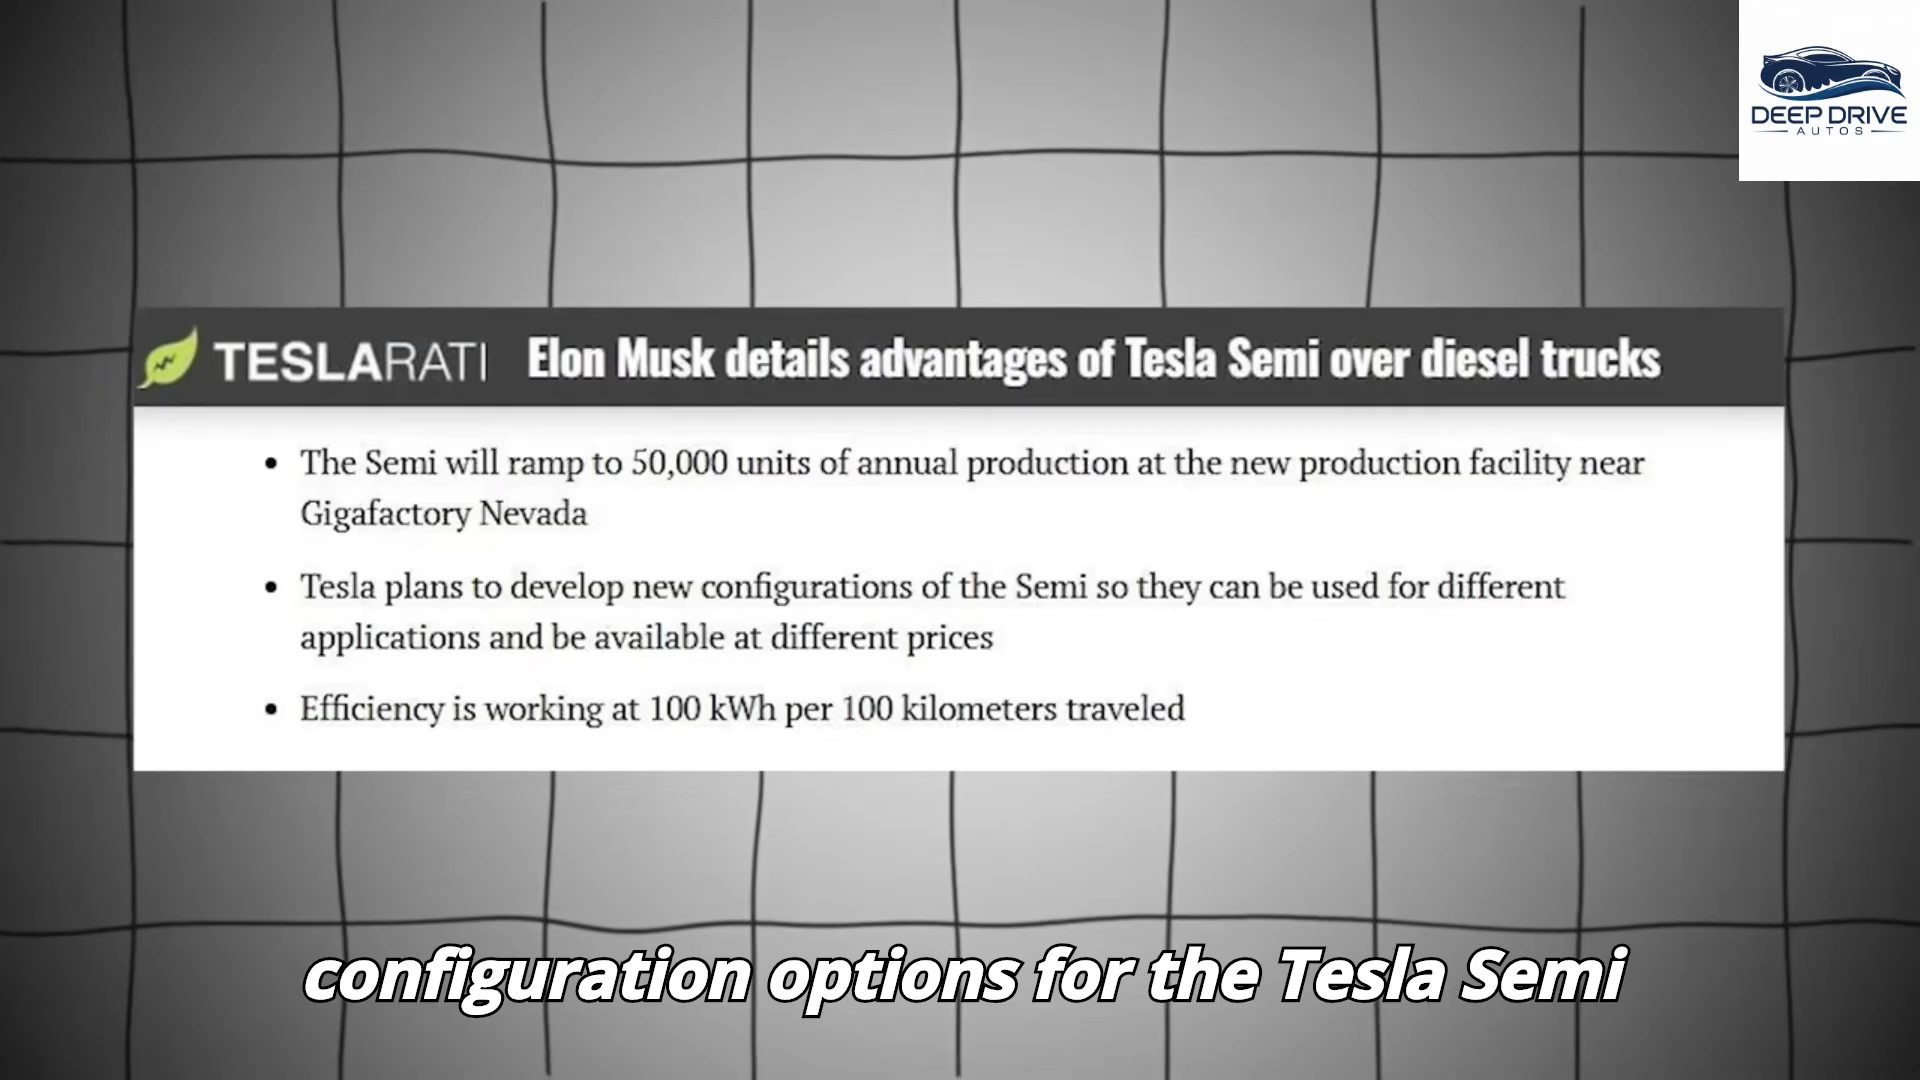 DEEP DRIVE
AUTOS
TESLARATI Elon Musk details advantages of Tesla Semi over diesel trucks
• The Semi will ramp to 50,000 units of annual production at the new production facility near
Gigafactory Nevada
• Tesla plans to develop new configurations of the Semi so they can be used for different
applications and be available at different prices
• Efficiency is working at 100 kWh per 100 kilometers traveled
configuration options for the Tesla Semi